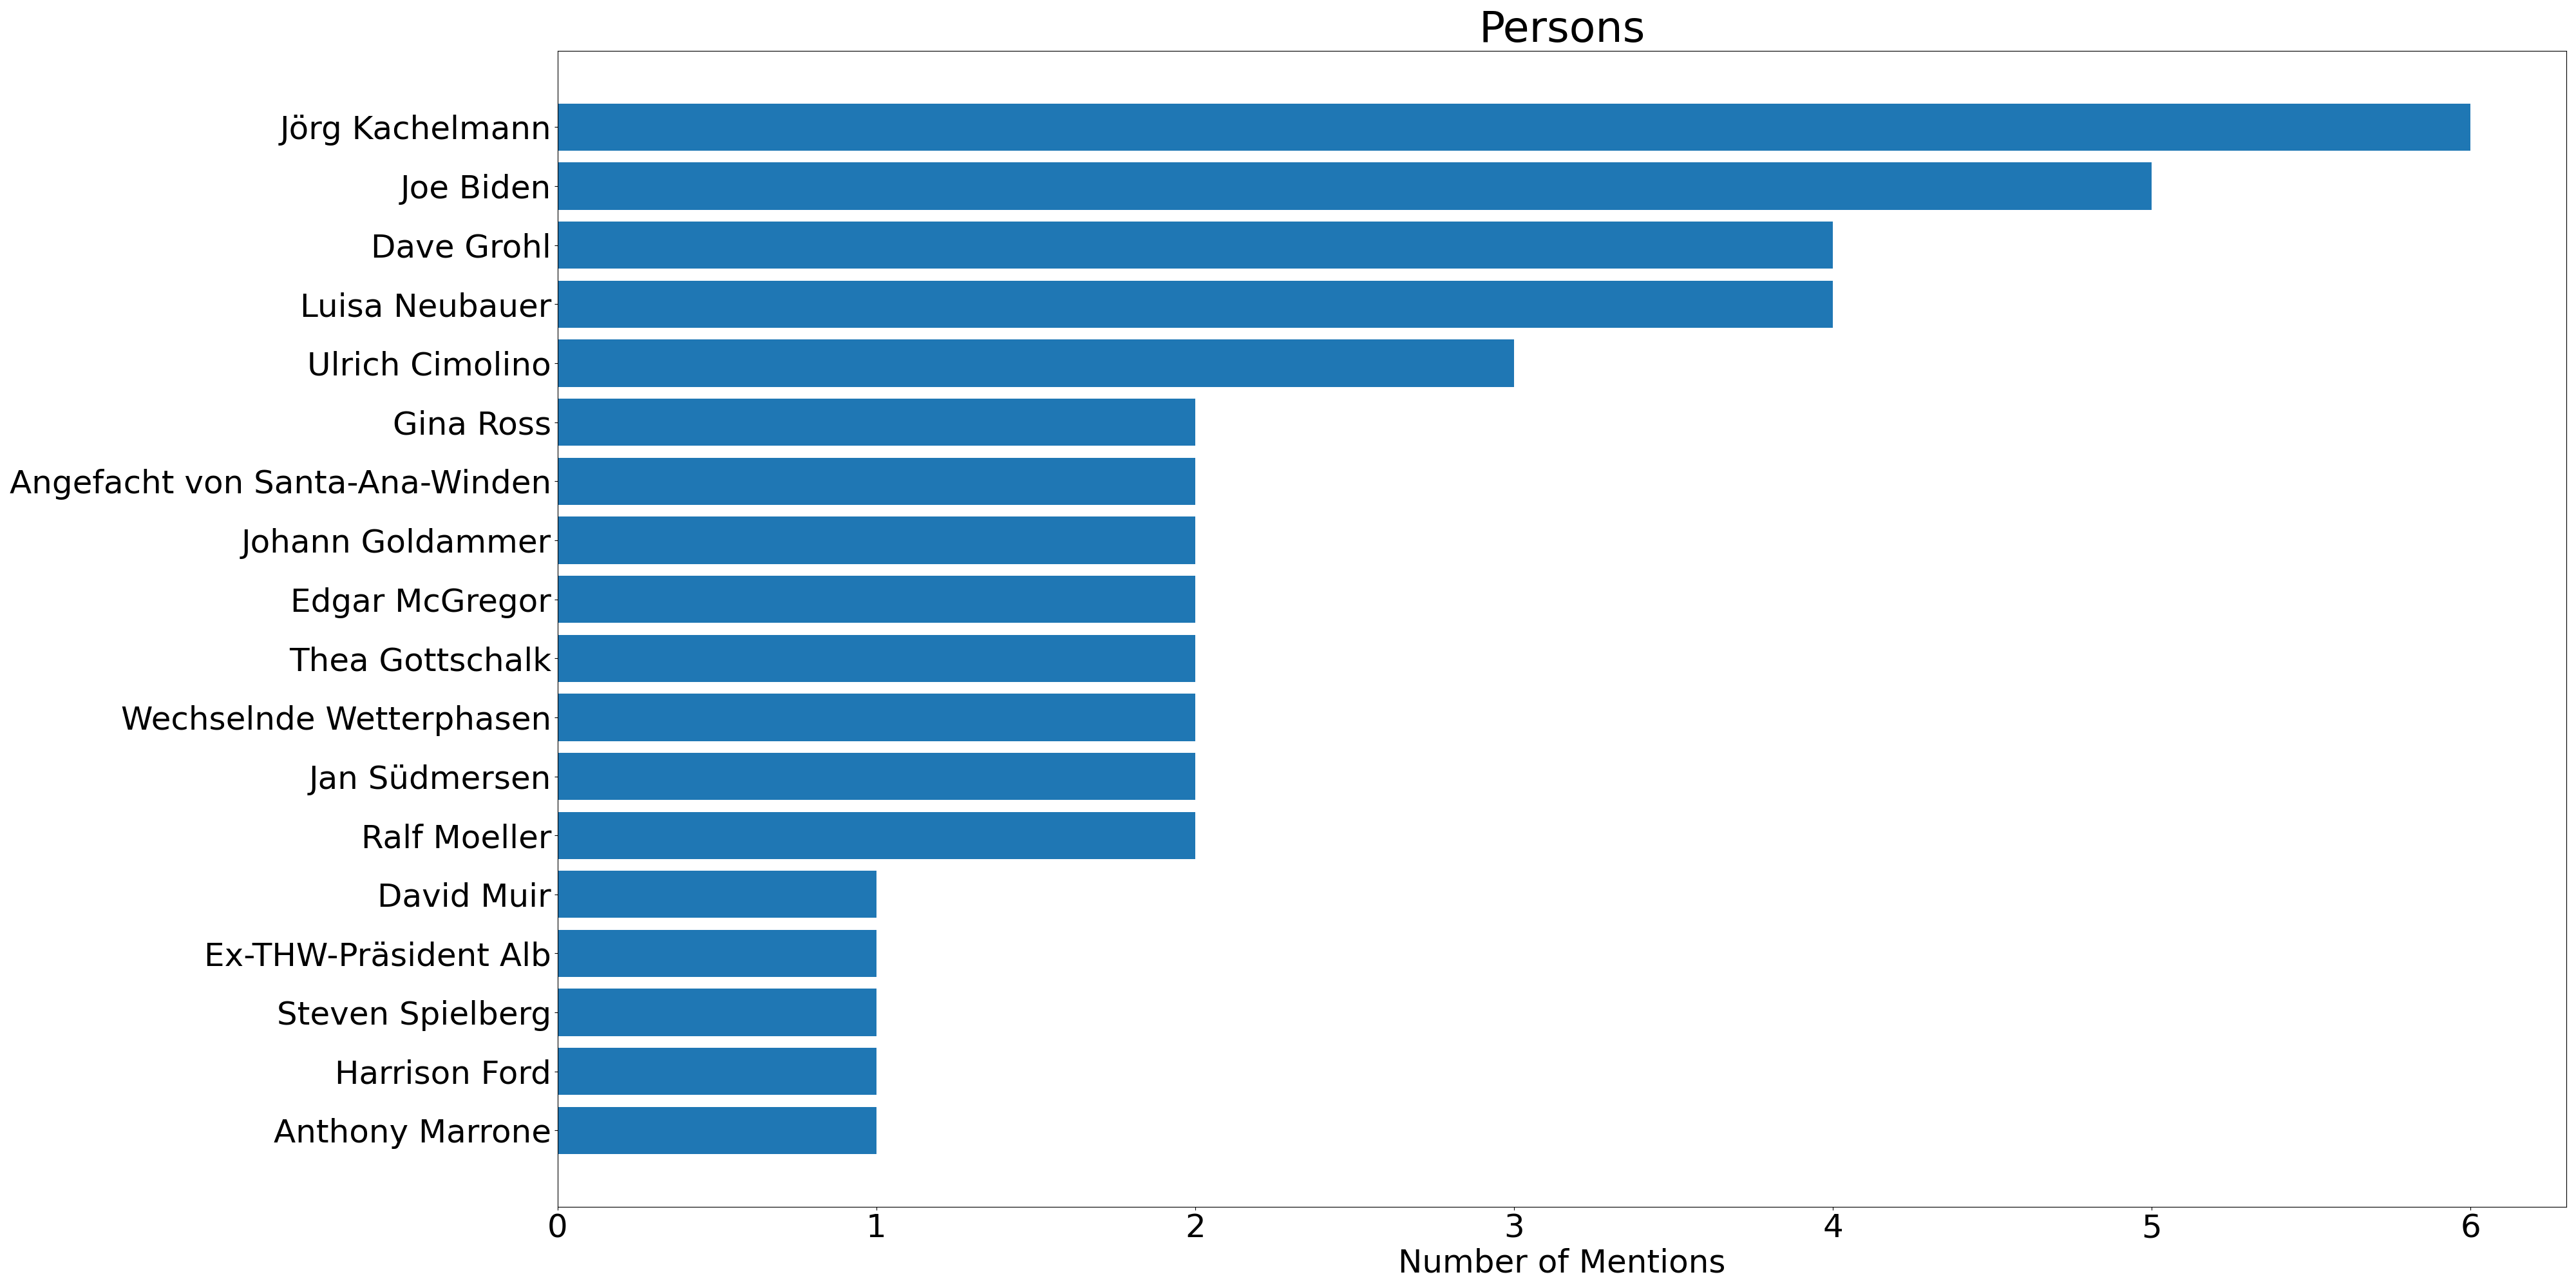 Persons
Jörg Kachelmann
Joe Biden
Dave Grohl
Luisa Neubauer
Ulrich Cimolino
Gina Ross
Angefacht von Santa-Ana-Winden
Johann Goldammer
Edgar McGregor
Thea Gottschalk
Wechselnde Wetterphasen
Jan Südmersen
Ralf Moeller
David Muir
Ex-THW-Präsident Alb
Steven Spielberg
Harrison Ford
Anthony Marrone
0 1 2 3 4 5 6
Number of Mentions